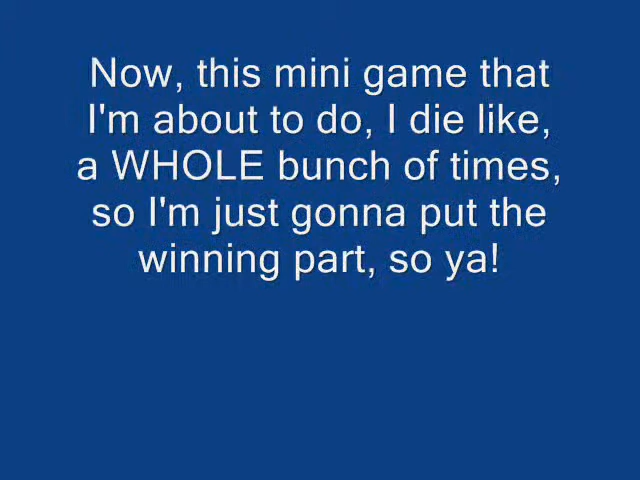 Now, this mini game that
I'm about to do, I die like,
a WHOLE bunch of times,
so I'm just gonna put the
winning part, so ya!